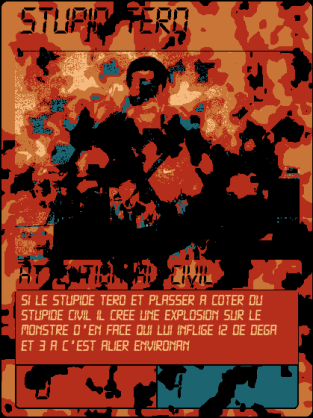 STUPID TERO
CIVIL
SI LE STUPIDE TERO ET PLASSER A COTER DU
STUPIDE CIVIL IL CREE UNE EXPLOSION SUR LE
MONSTRE D'EN FACE QUI LUI INFLIGE 12 DE DEGA
ET 3 A C'EST ALIER ENVIRONAN